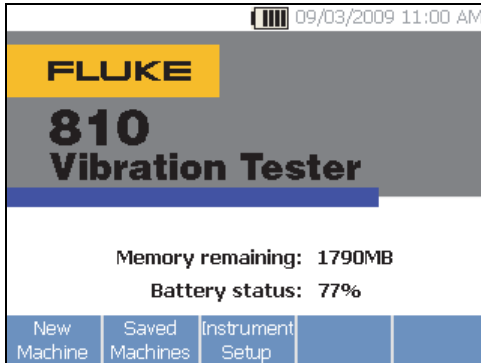 09/03/2009 11:00 AM
FLUKE
810
Vibration Tester
Memory remaining: 1790MB
Battery status: 77%
New Machine
Saved Machines
Instrument Setup